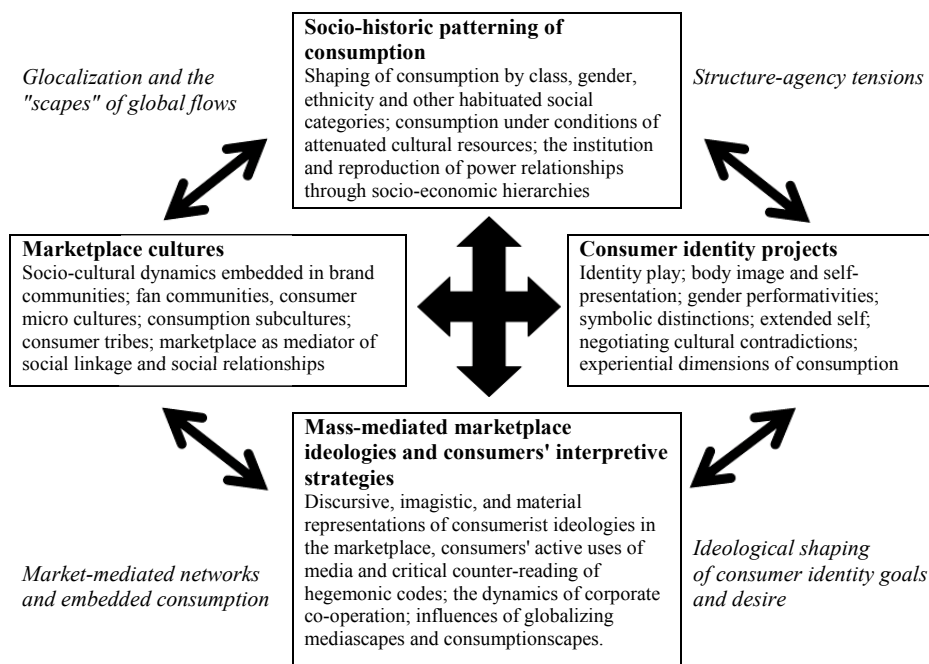 Socio-historic patterning of
consumption
Shaping of consumption by class, gender,
ethnicity and other habituated social
categories; consumption under conditions of
attenuated cultural resources; the institution
and reproduction of power relationships
through socio-economic hierarchies
Glocalization and the
"scapes" of global flows
Structure-agency tensions
Marketplace cultures
Socio-cultural dynamics embedded in brand
communities; fan communities, consumer
micro cultures; consumption subcultures;
consumer tribes; marketplace as mediator of
social linkage and social relationships
Consumer identity projects
Identity play; body image and self-
presentation; gender performativities;
symbolic distinctions; extended self;
negotiating cultural contradictions;
experiential dimensions of consumption
Mass-mediated marketplace
ideologies and consumers' interpretive
strategies
Discursive, imagistic, and material
representations of consumerist ideologies in
the marketplace, consumers' active uses of
media and critical counter-reading of
hegemonic codes; the dynamics of corporate
co-operation; influences of globalizing
mediascapes and consumptionscapes.
Market-mediated networks
and embedded consumption
Ideological shaping
of consumer identity goals
and desire